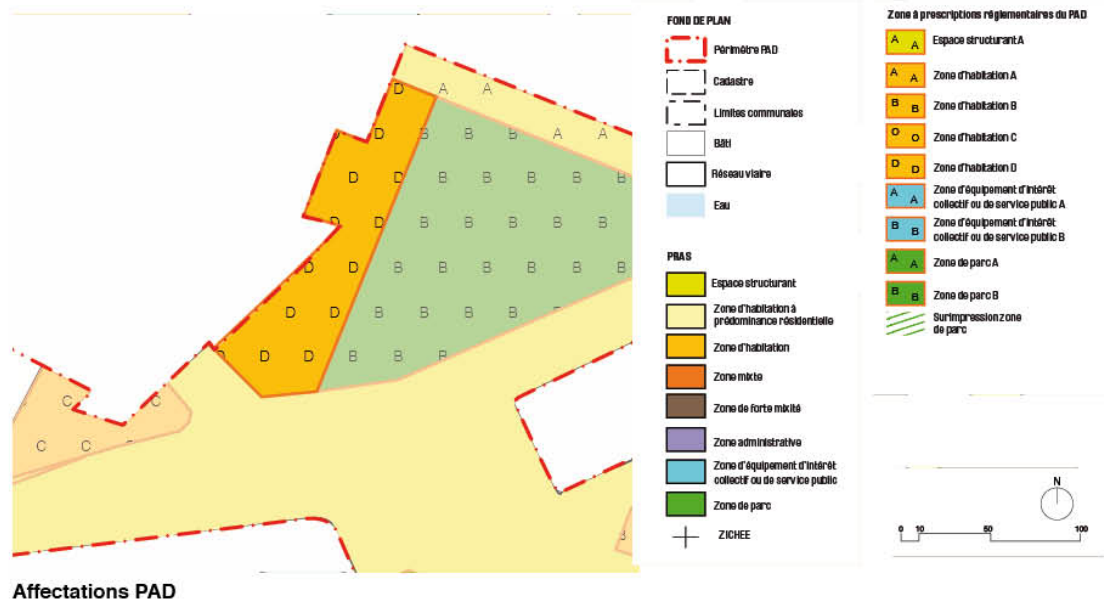 D A A
D B B B A A
D D B B B B B B
D D B B B B B B
D D B B B B B B
D D B B B B B
D D D B B B
C C
C C
B
FOND DE PLAN
Périmètre PAD
Cadastre
Limites communales
Bâti
Réseau viaire
Eau
PRAS
Espace structurant
Zone d'habitation à
prédominance résidentielle
Zone d'habitation
Zone mixte
Zone de forte mixité
Zone administrative
Zone d'équipement d'intérêt
collectif ou de service public
Zone de parc
ZICHEE
Zone à prescriptions réglementaires du PAD
A A Espace structurant A
A A Zone d'habitation A
B B Zone d'habitation B
O O Zone d'habitation C
D D Zone d'habitation D
A A Zone d'équipement d'intérêt
collectif ou de service public A
B B Zone d'équipement d'intérêt
collectif ou de service public B
A A Zone de parc A
B B Zone de parc B
Surimpression zone
de parc
N
0 10 50 100
Affectations PAD